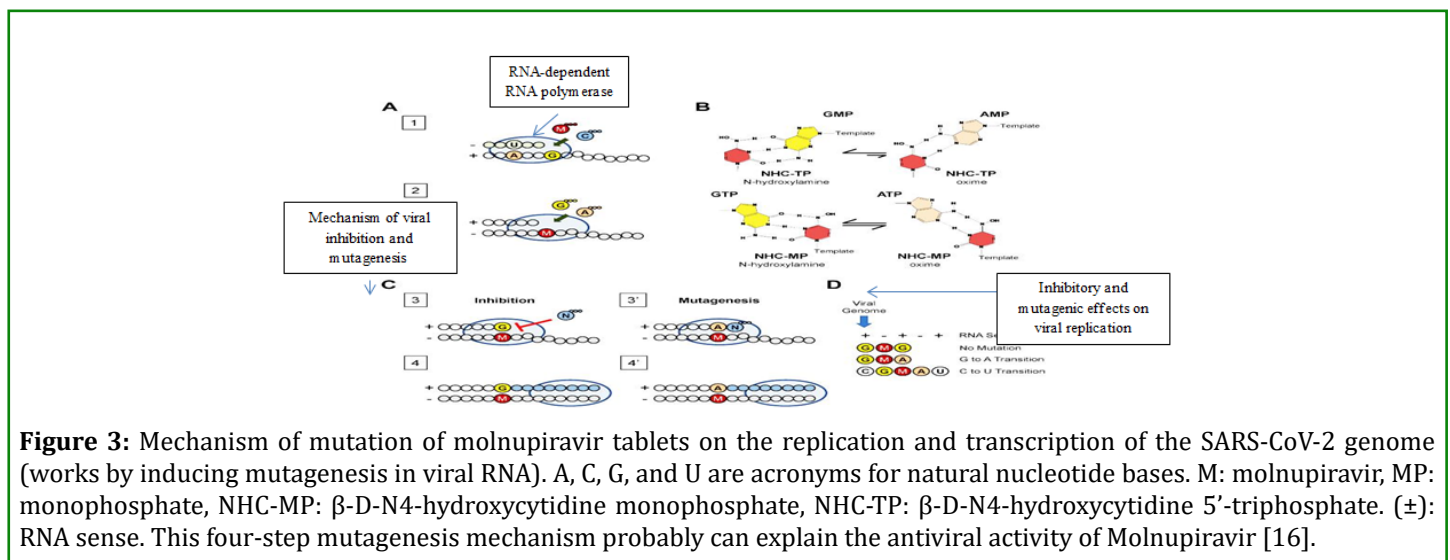 RNA-dependent
RNA polymerase
A
1
M
C
- U
+ A G
2
G
A
- M
Mechanism of viral
inhibition and
mutagenesis
B
GMP
Template
NHC-TP
N-hydroxylamine
AMP
Template
NHC-TP
oxime
GTP
Template
NHC-MP
N-hydroxylamine
ATP
Template
NHC-MP
oxime
C
3
Inhibition
N
+ G
- M
3'
Mutagenesis
+ A N
- M
4
+ G
- M
4'
+ A
- M
D
Viral
Genome
Inhibitory and
mutagenic effects on
viral replication
+ - + - + RNA Se
G M G No Mutation
G M A G to A Transition
C G M A U C to U Transition
Figure 3: Mechanism of mutation of molnupiravir tablets on the replication and transcription of the SARS-CoV-2 genome
(works by inducing mutagenesis in viral RNA). A, C, G, and U are acronyms for natural nucleotide bases. M: molnupiravir, MP:
monophosphate, NHC-MP: β-D-N4-hydroxycytidine monophosphate, NHC-TP: β-D-N4-hydroxycytidine 5’-triphosphate. (±):
RNA sense. This four-step mutagenesis mechanism probably can explain the antiviral activity of Molnupiravir [16].